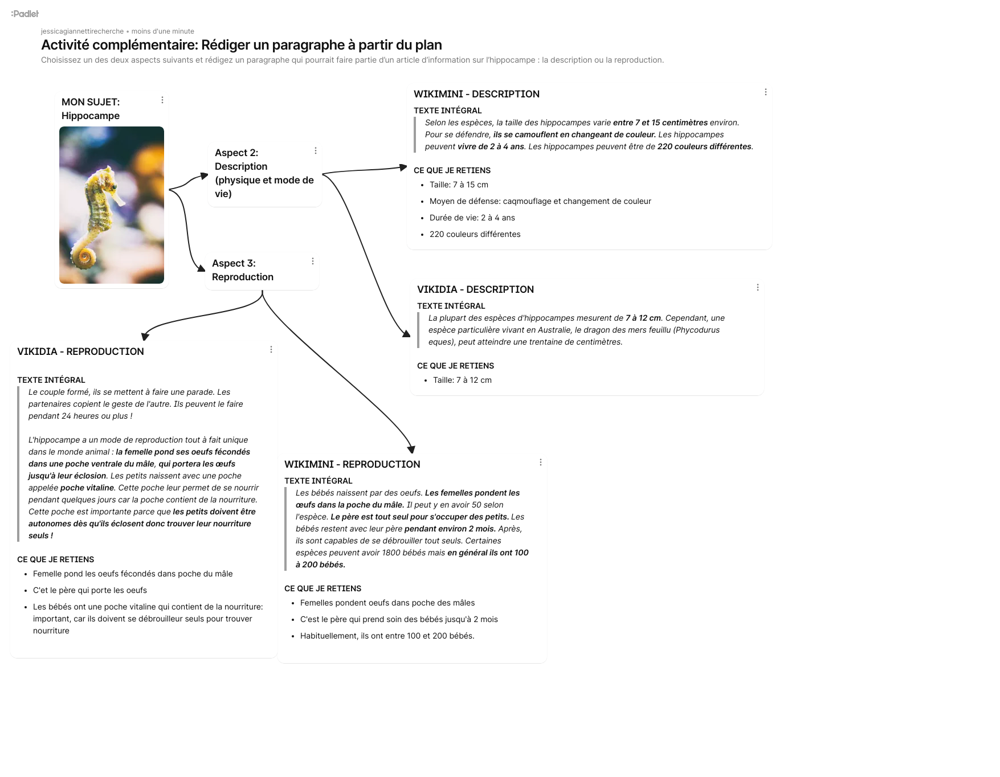 :Padlet
jessicagiannettirecherche • moins d'une minute
Activité complémentaire: Rédiger un paragraphe à partir du plan
Choisissez un des deux aspects suivants et rédigez un paragraphe qui pourrait faire partie d’un article d’information sur l’hippocampe : la description ou la reproduction.
MON SUJET:
Hippocampe
Aspect 2:
Description
(physique et mode de
vie)
Aspect 3:
Reproduction
WIKIMINI - DESCRIPTION
TEXTE INTÉGRAL
Selon les espèces, la taille des hippocampes varie entre 7 et 15 centimètres environ.
Pour se défendre, ils se camouflent en changeant de couleur. Les hippocampes
peuvent vivre de 2 à 4 ans. Les hippocampes peuvent être de 220 couleurs différentes.
CE QUE JE RETIENS
• Taille: 7 à 15 cm
• Moyen de défense: caqmouflage et changement de couleur
• Durée de vie: 2 à 4 ans
• 220 couleurs différentes
VIKIDIA - DESCRIPTION
TEXTE INTÉGRAL
La plupart des espèces d'hippocampes mesurent de 7 à 12 cm. Cependant, une
espèce particulière vivant en Australie, le dragon des mers feuillu (Phycodurus
eques), peut atteindre une trentaine de centimètres.
CE QUE JE RETIENS
• Taille: 7 à 12 cm
VIKIDIA - REPRODUCTION
TEXTE INTÉGRAL
Le couple formé, ils se mettent à faire une parade. Les
partenaires copient le geste de l'autre. Ils peuvent le faire
pendant 24 heures ou plus !
L'hippocampe a un mode de reproduction tout à fait unique
dans le monde animal : la femelle pond ses oeufs fécondés
dans une poche ventrale du mâle, qui portera les œufs
jusqu'à leur éclosion. Les petits naissent avec une poche
appelée poche vitaline. Cette poche leur permet de se nourrir
pendant quelques jours car la poche contient de la nourriture.
Cette poche est importante parce que les petits doivent être
autonomes dès qu'ils éclosent donc trouver leur nourriture
seuls !
CE QUE JE RETIENS
• Femelle pond les oeufs fécondés dans poche du mâle
• C'et le père qui porte les oeufs
• Les bébés ont une poche vitaline qui contient de la nourriture:
important, car ils doivent se débrouilleur seuls pour trouver
nourriture
WIKIMINI - REPRODUCTION
TEXTE INTÉGRAL
Les bébés naissent par des oeufs. Les femelles pondent les
œufs dans la poche du mâle. Il peut y en avoir 50 selon
l'espèce. Le père est tout seul pour s'occuper des petits. Les
bébés restent avec leur père pendant environ 2 mois. Après,
ils sont capables de se débrouiller tout seuls. Certaines
espèces peuvent avoir 1800 bébés mais en général ils ont 100
à 200 bébés.
CE QUE JE RETIENS
• Femelles pondent oeufs dans poche des mâles
• C'est le père qui prend soin des bébés jusqu'à 2 mois
• Habituellement, ils ont entre 100 et 200 bébés.